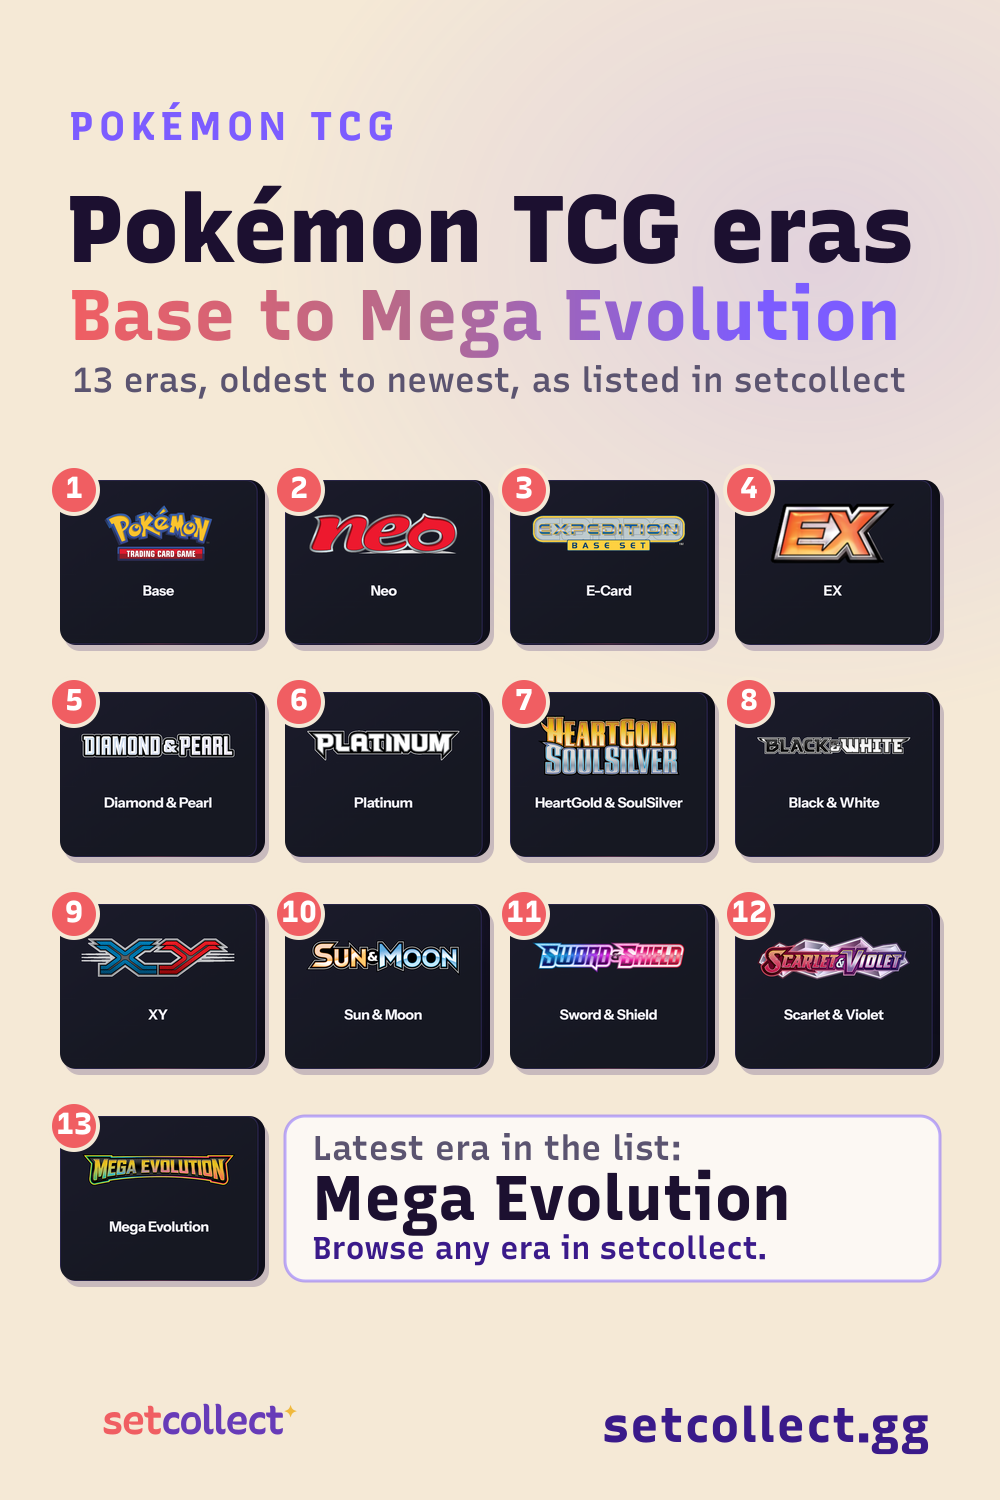 POKÉMON TCG
Pokémon TCG eras
Base to Mega Evolution
13 eras, oldest to newest, as listed in setcollect
1
POKéMON
TRADING CARD GAME
Base
2
neo
Neo
3
EXPEDITION
BASE SET
E-Card
4
EX
EX
5
DIAMOND & PEARL
Diamond & Pearl
6
PLATINUM
Platinum
7
HEARTGOLD
SOULSILVER
HeartGold & SoulSilver
8
BLACK & WHITE
Black & White
9
XY
XY
10
SUN & MOON
Sun & Moon
11
SWORD & SHIELD
Sword & Shield
12
SCARLET & VIOLET
Scarlet & Violet
13
MEGA EVOLUTION
Mega Evolution
Latest era in the list:
Mega Evolution
Browse any era in setcollect.
setcollect
setcollect.gg